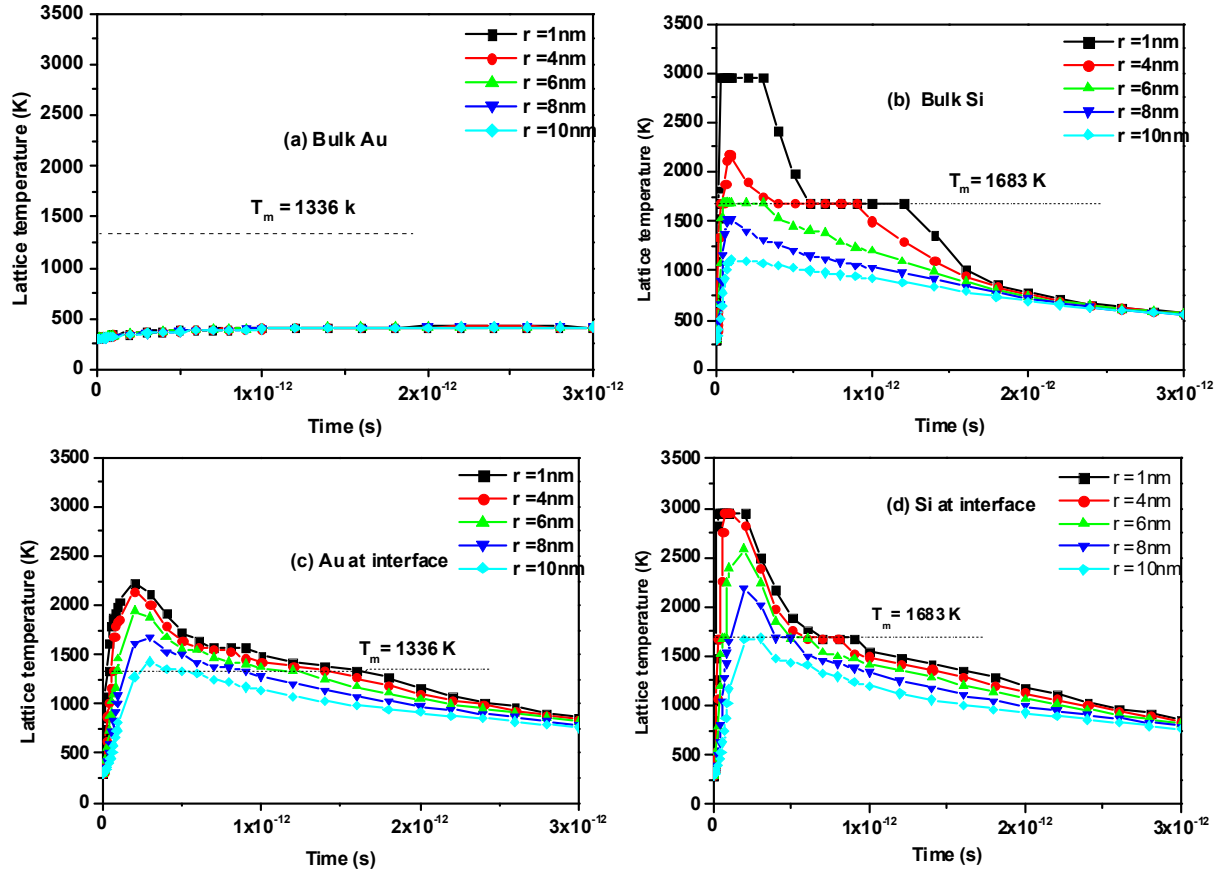 3500
3000
2500
2000
1500
1000
500
0
Lattice temperature (K)
r =1nm
r =4nm
r =6nm
r =8nm
r =10nm
(a) Bulk Au
T_m = 1336 k
0
1x10^-12
2x10^-12
3x10^-12
Time (s)
3500
3000
2500
2000
1500
1000
500
0
Lattice temperature (K)
r =1nm
r =4nm
r =6nm
r =8nm
r =10nm
(b) Bulk Si
T_m = 1683 K
0
1x10^-12
2x10^-12
3x10^-12
Time (s)
3500
3000
2500
2000
1500
1000
500
0
Lattice temperature (K)
r =1nm
r =4nm
r =6nm
r =8nm
r =10nm
(c) Au at interface
T_m = 1336 K
0
1x10^-12
2x10^-12
3x10^-12
Time (s)
3500
3000
2500
2000
1500
1000
500
0
Lattice temperature (K)
r = 1nm
r = 4nm
r = 6nm
r = 8nm
r = 10nm
(d) Si at interface
T_m = 1683 K
0
1x10^-12
2x10^-12
3x10^-12
Time (s)